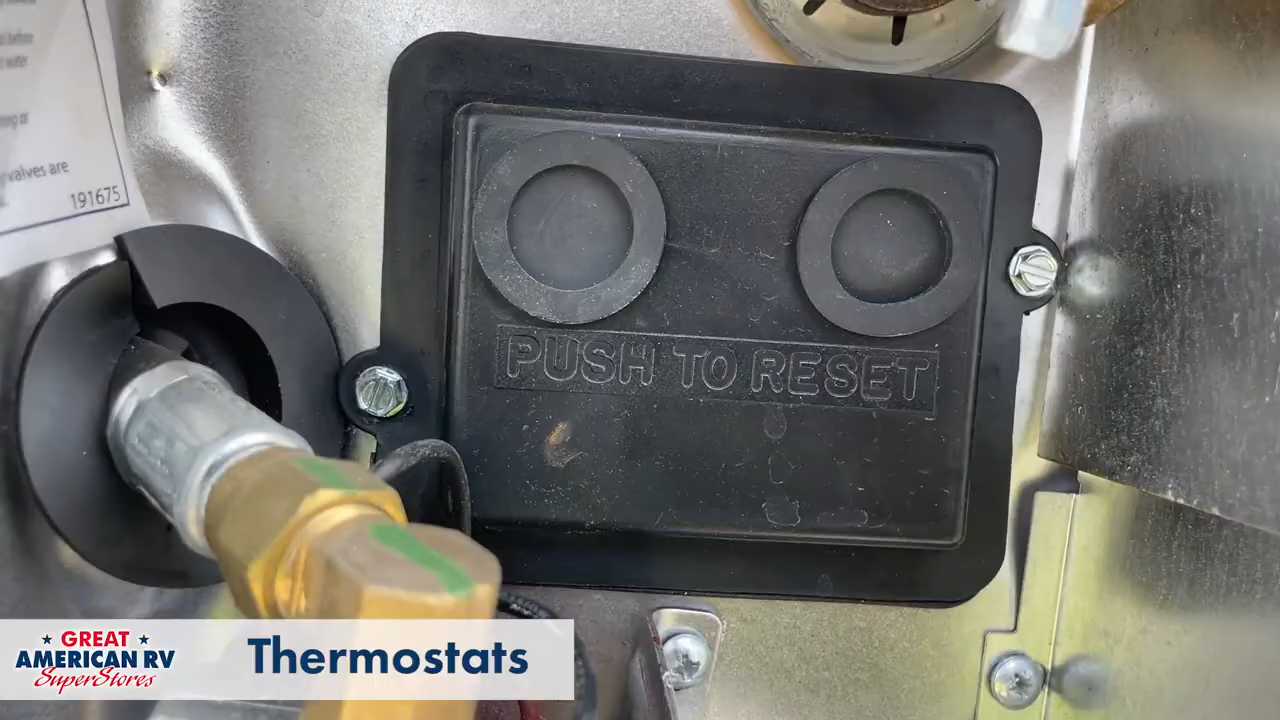 valves are
191675
PUSH TO RESET
GREAT
AMERICAN RV
SuperStores
Thermostats